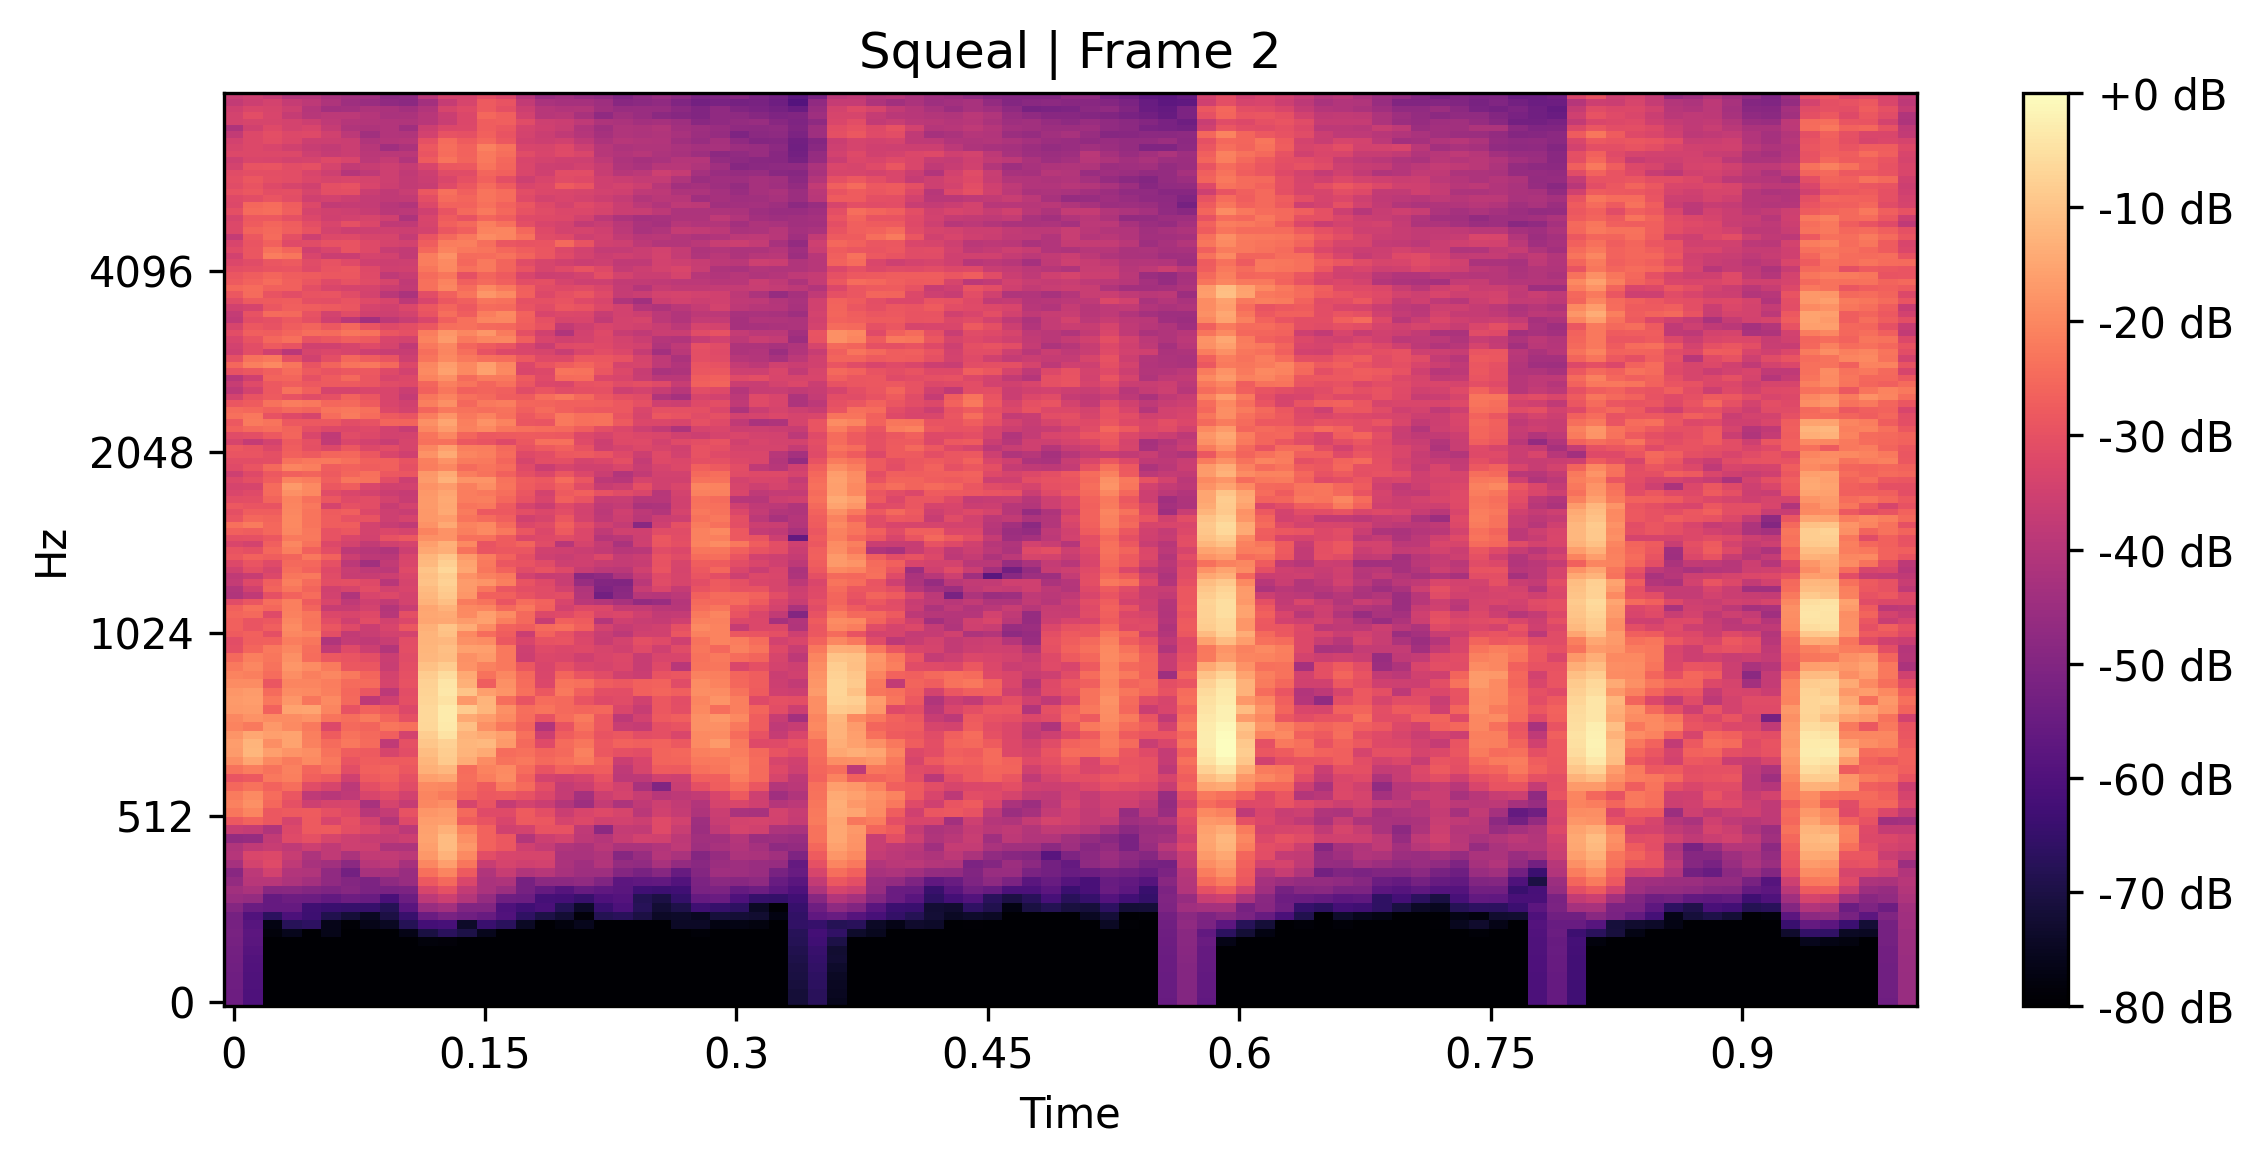 Squeal | Frame 2
+0 dB
-10 dB
-20 dB
-30 dB
-40 dB
-50 dB
-60 dB
-70 dB
-80 dB
Hz
4096
2048
1024
512
0
0 0.15 0.3 0.45 0.6 0.75 0.9
Time